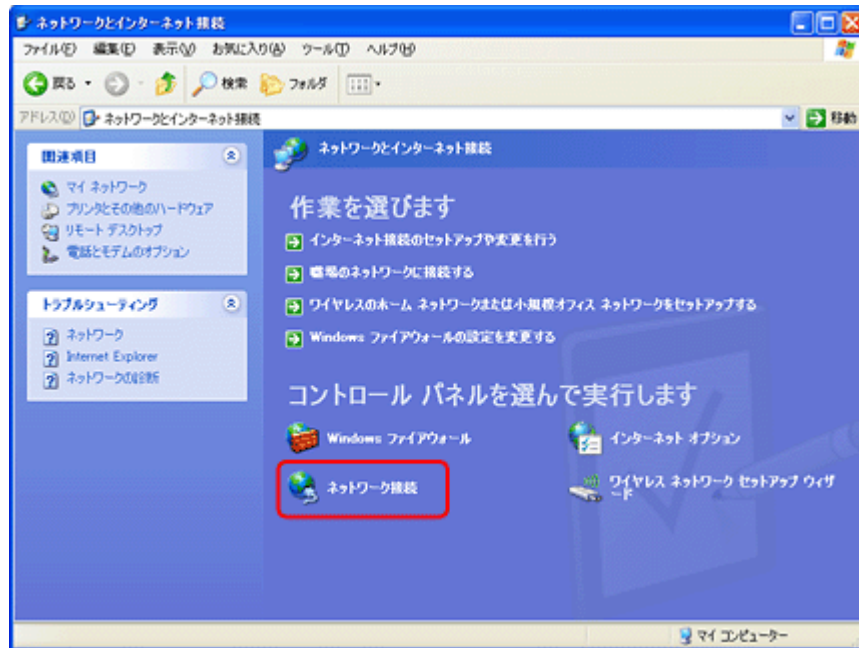 ネットワークとインターネット接続
ファイル(F) 編集(E) 表示(V) お気に入り(A) ツール(T) ヘルプ(H)
戻る 検索 フォルダ
アドレス(D) ネットワークとインターネット接続 移動
関連項目
マイ ネットワーク
プリンタとその他のハードウェア
リモート デスクトップ
電話とモデムのオプション
トラブルシューティング
ネットワーク
Internet Explorer
ネットワークの診断
ネットワークとインターネット接続
作業を選びます
インターネット接続のセットアップや変更を行う
職場のネットワークに接続する
ワイヤレスのホーム ネットワークまたは小規模オフィス ネットワークをセットアップする
Windows ファイアウォールの設定を変更する
コントロール パネルを選んで実行します
Windows ファイアウォール
インターネット オプション
ネットワーク接続
ワイヤレス ネットワーク セットアップ ウィザ
ード
マイ コンピューター